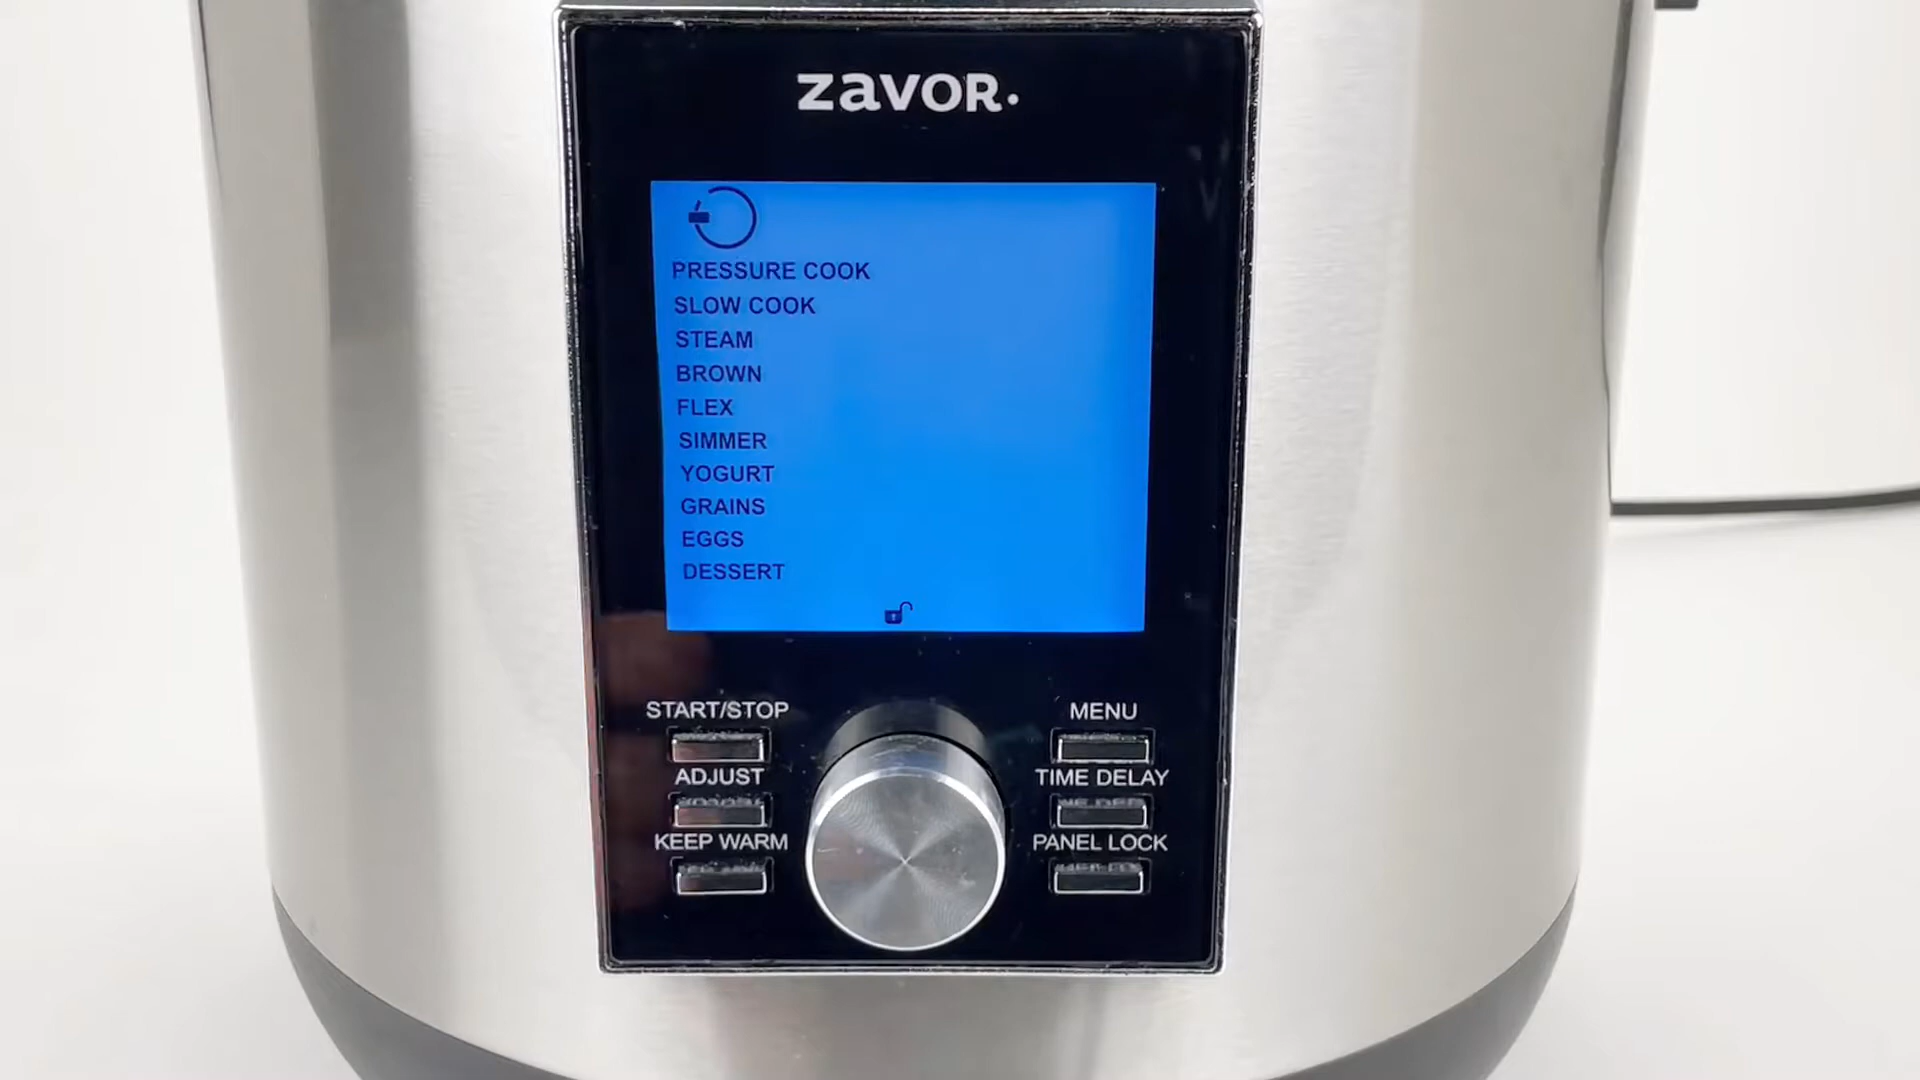 ZAVOR.
PRESSURE COOK
SLOW COOK
STEAM
BROWN
FLEX
SIMMER
YOGURT
GRAINS
EGGS
DESSERT
START/STOP
MENU
ADJUST
TIME DELAY
KEEP WARM
PANEL LOCK